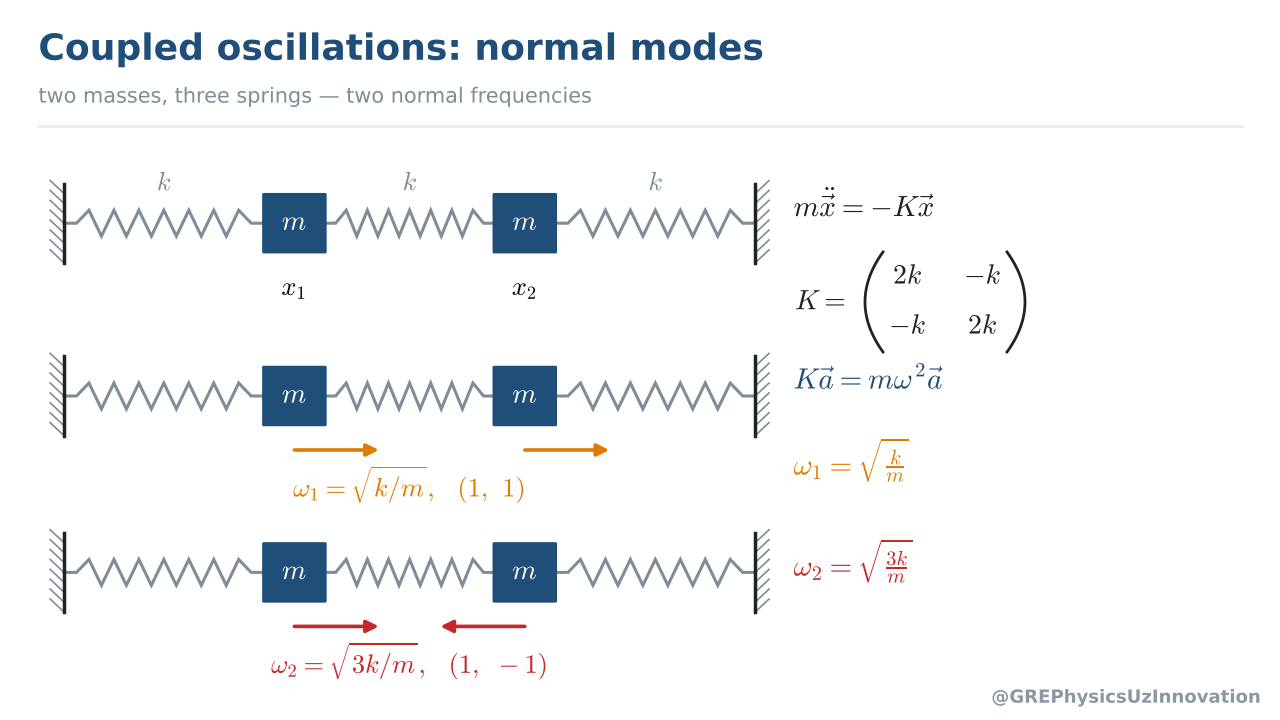 Coupled oscillations: normal modes
two masses, three springs — two normal frequencies
k k k
m m
x₁ x₂
m m
ω₁ = √k/m, (1, 1)
m m
ω₂ = √3k/m, (1, −1)
mẍ⃗ = −Kx⃗
K = ( 2k −k
−k 2k )
Ka⃗ = mω²a⃗
ω₁ = √(k/m)
ω₂ = √(3k/m)
@GREPhysicsUzInnovation